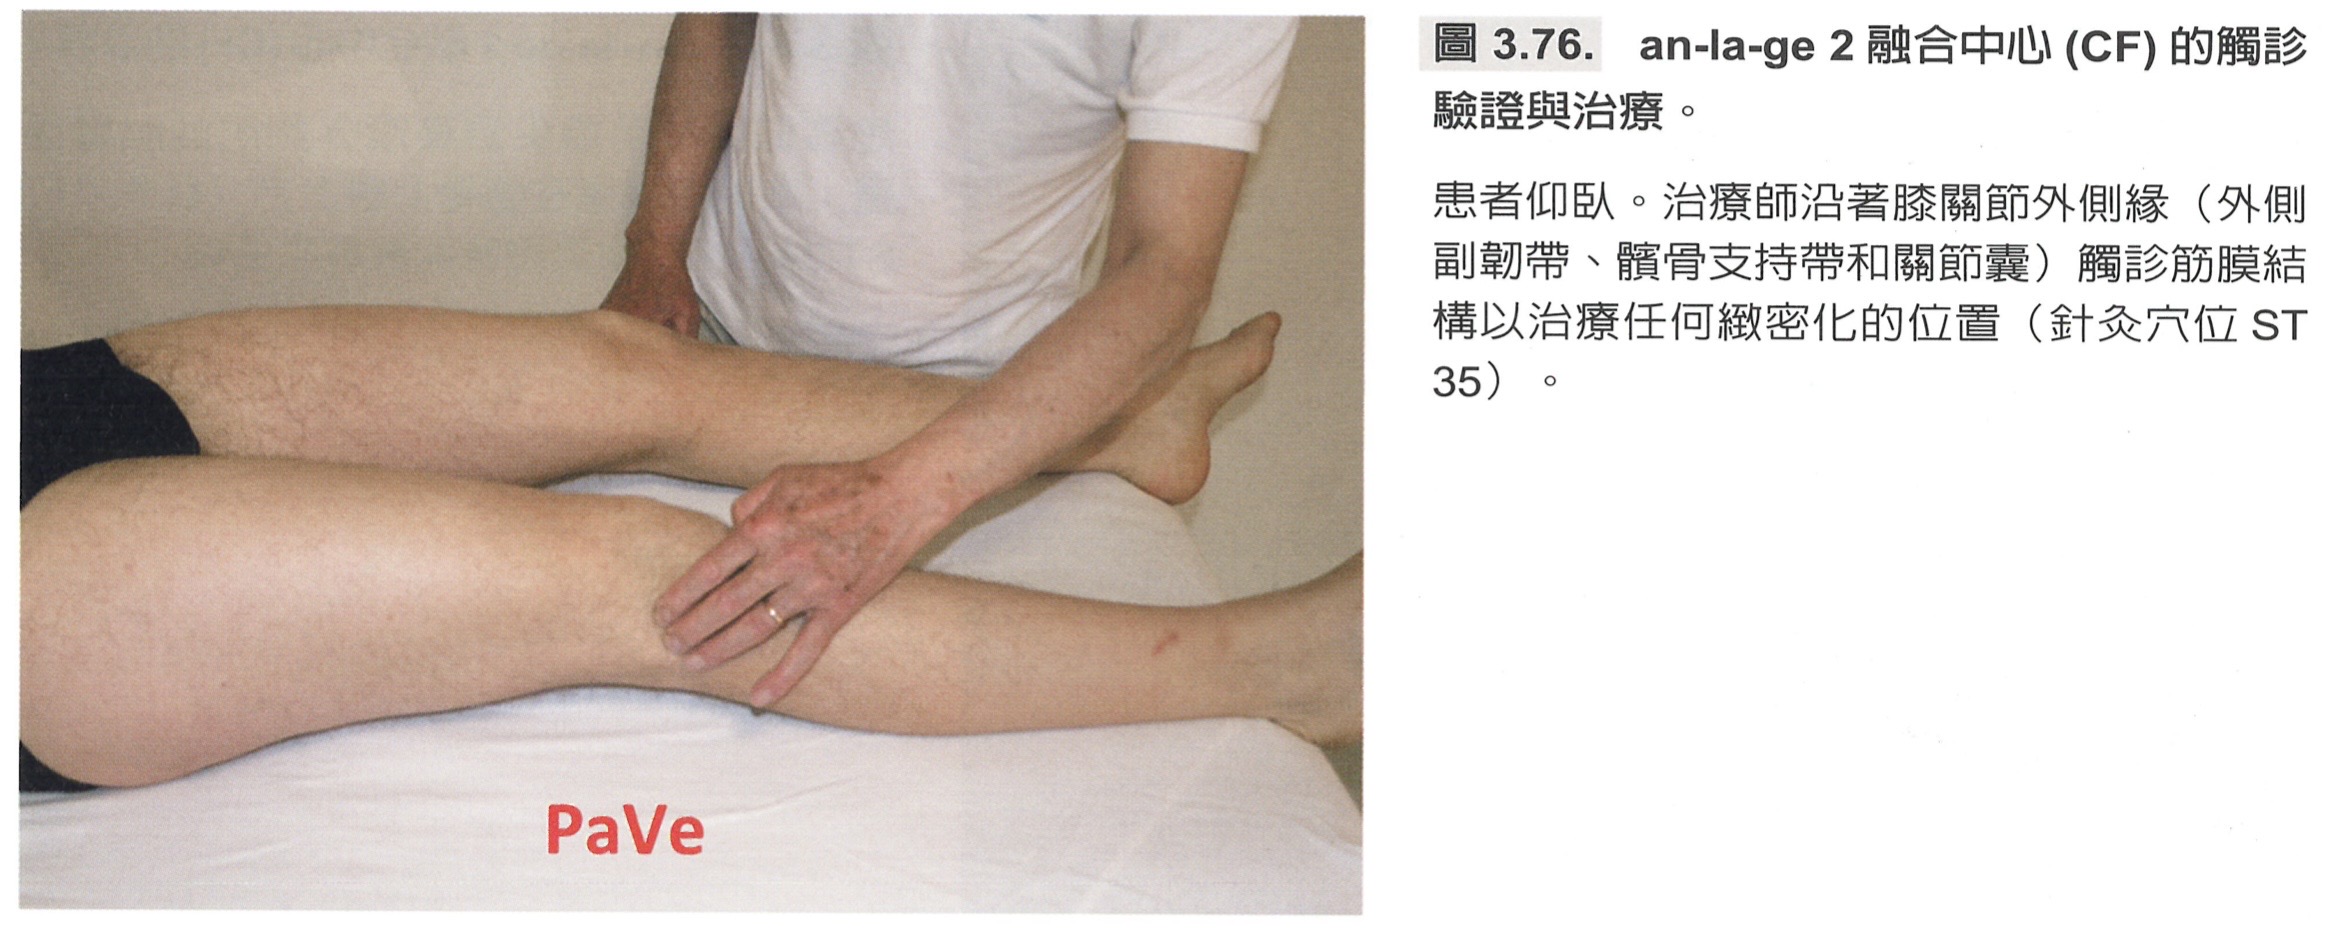 圖 3.76. an-la-ge 2 融合中心 (CF) 的觸診
驗證與治療。
患者仰臥。治療師沿著膝關節外側緣（外側
副韌帶、髕骨支持帶和關節囊）觸診筋膜結
構以治療任何緻密化的位置（針灸穴位 ST
35）。
PaVe